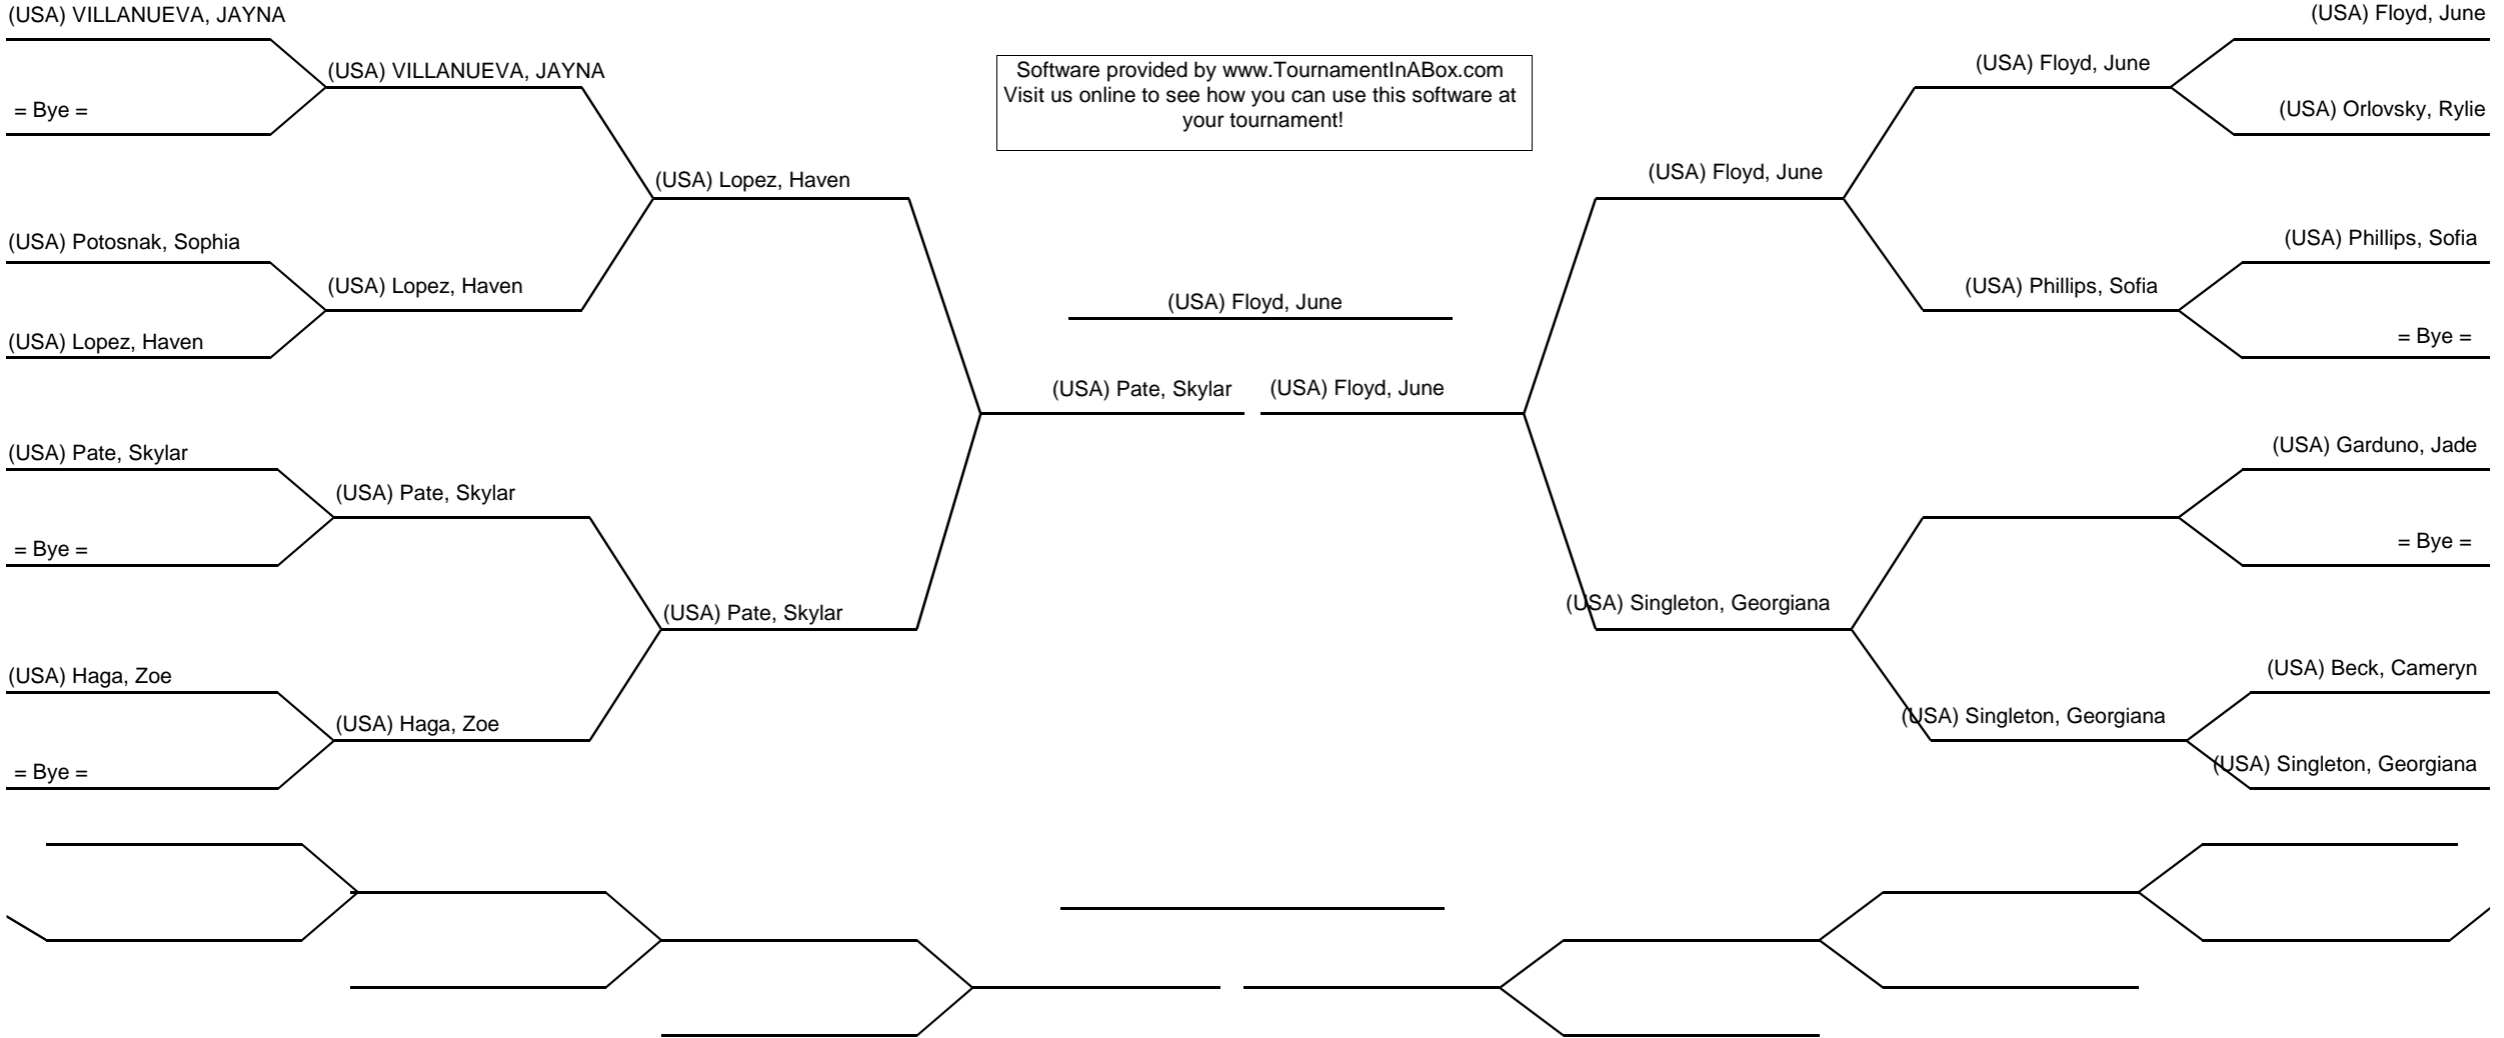 (USA) VILLANUEVA, JAYNA
= Bye =
(USA) Potosnak, Sophia
(USA) Lopez, Haven
(USA) Pate, Skylar
= Bye =
(USA) Haga, Zoe
= Bye =
(USA) VILLANUEVA, JAYNA
(USA) Lopez, Haven
(USA) Pate, Skylar
(USA) Haga, Zoe
(USA) Lopez, Haven
(USA) Pate, Skylar
Software provided by www.TournamentInABox.com
Visit us online to see how you can use this software at
your tournament!
(USA) Floyd, June
(USA) Pate, Skylar
(USA) Floyd, June
(USA) Floyd, June
(USA) Singleton, Georgiana
(USA) Floyd, June
(USA) Phillips, Sofia
(USA) Singleton, Georgiana
(USA) Floyd, June
(USA) Orlovsky, Rylie
(USA) Phillips, Sofia
= Bye =
(USA) Garduno, Jade
= Bye =
(USA) Beck, Cameryn
(USA) Singleton, Georgiana